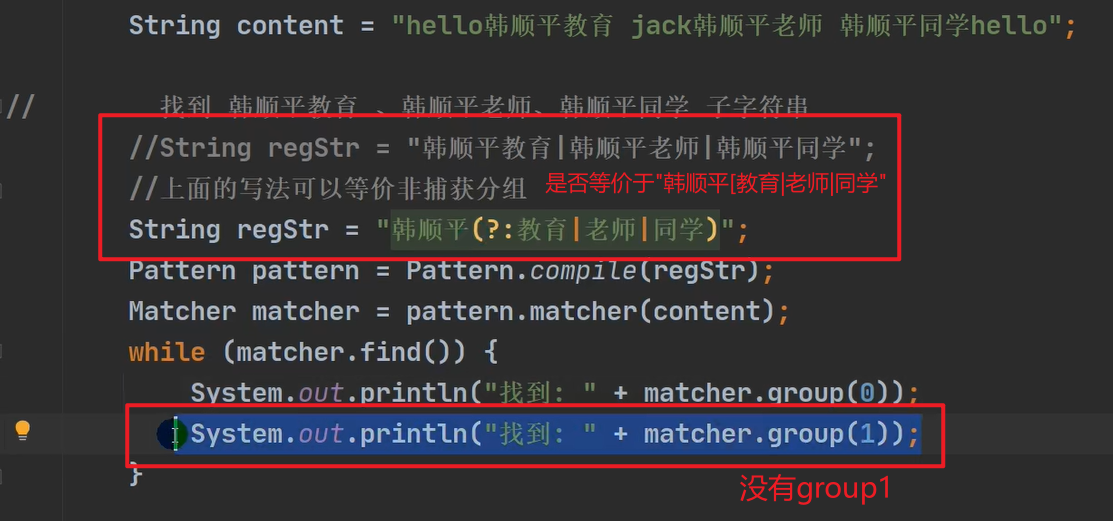 String content = "hello韩顺平教育 jack韩顺平老师 韩顺平同学hello";
// 找到 韩顺平教育 、韩顺平老师、韩顺平同学 子字符串
//String regStr = "韩顺平教育|韩顺平老师|韩顺平同学";
//上面的写法可以等价非捕获分组 是否等价于"韩顺平[教育|老师|同学"
String regStr = "韩顺平(?:教育|老师|同学)";
Pattern pattern = Pattern.compile(regStr);
Matcher matcher = pattern.matcher(content);
while (matcher.find()) {
System.out.println("找到: " + matcher.group(0));
System.out.println("找到: " + matcher.group(1));
}
没有group1